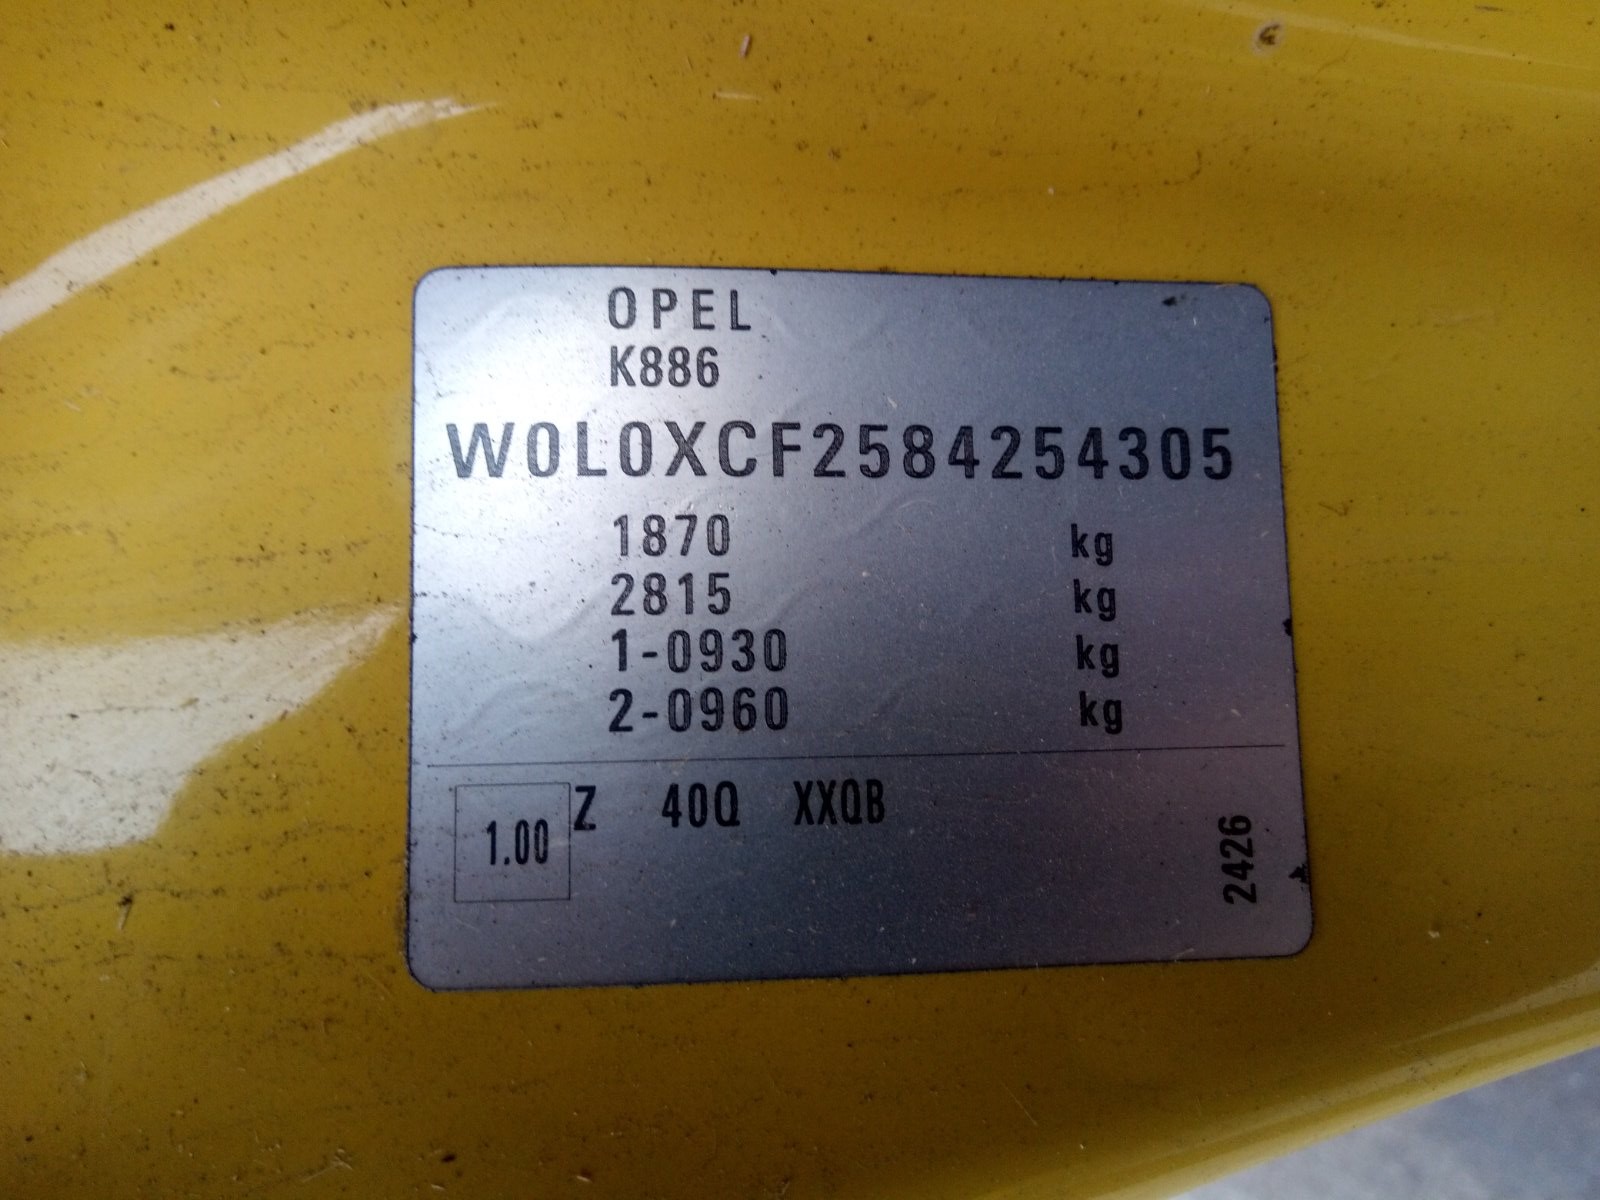 OPEL
K886
W0L0XCF2584254305
1870 kg
2815 kg
1-0930 kg
2-0960 kg
1.00 Z 40Q XXQB
2426